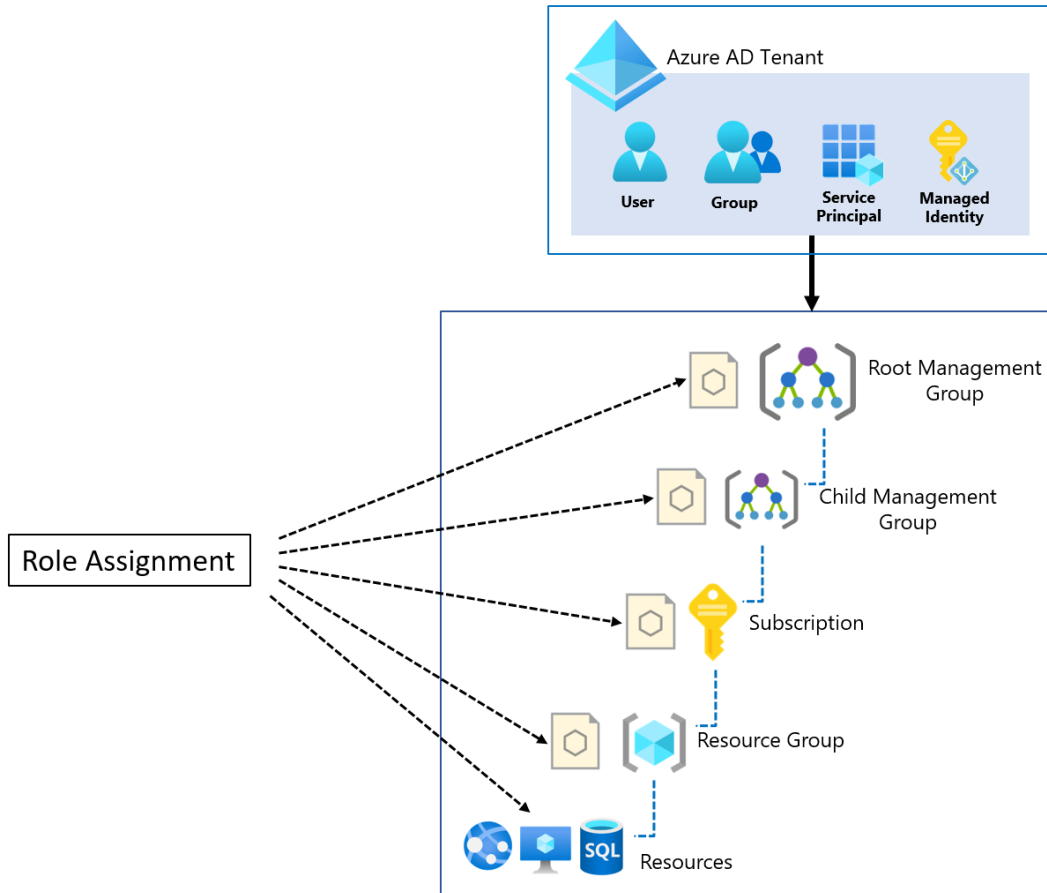 Azure AD Tenant
User
Group
Service
Principal
Managed
Identity
Root Management
Group
Child Management
Group
Role Assignment
Subscription
Resource Group
SQL
Resources